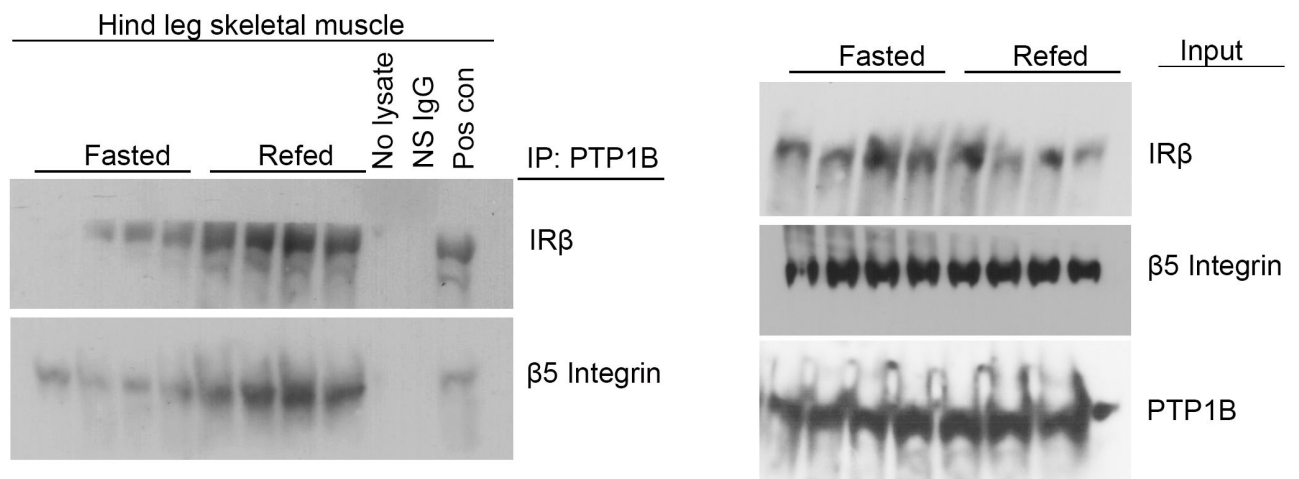 Hind leg skeletal muscle
Fasted
Refed
No lysate
NS IgG
Pos con
IP: PTP1B
IRβ
β5 Integrin
Fasted
Refed
Input
IRβ
β5 Integrin
PTP1B